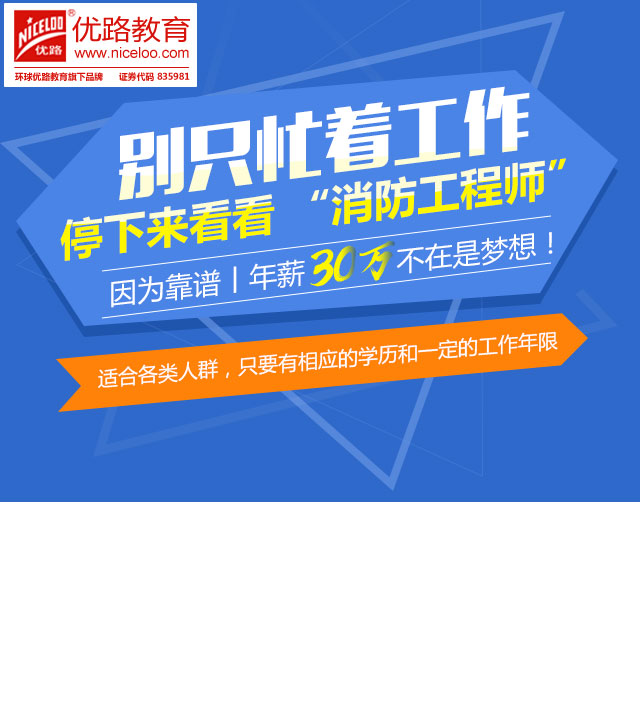 NICELOO
优路
®
优路教育
www.niceloo.com
环球优路教育旗下品牌 证券代码 835981
别只忙着工作
停下来看看 “消防工程师”
因为靠谱丨年薪30万不在是梦想！
适合各类人群，只要有相应的学历和一定的工作年限